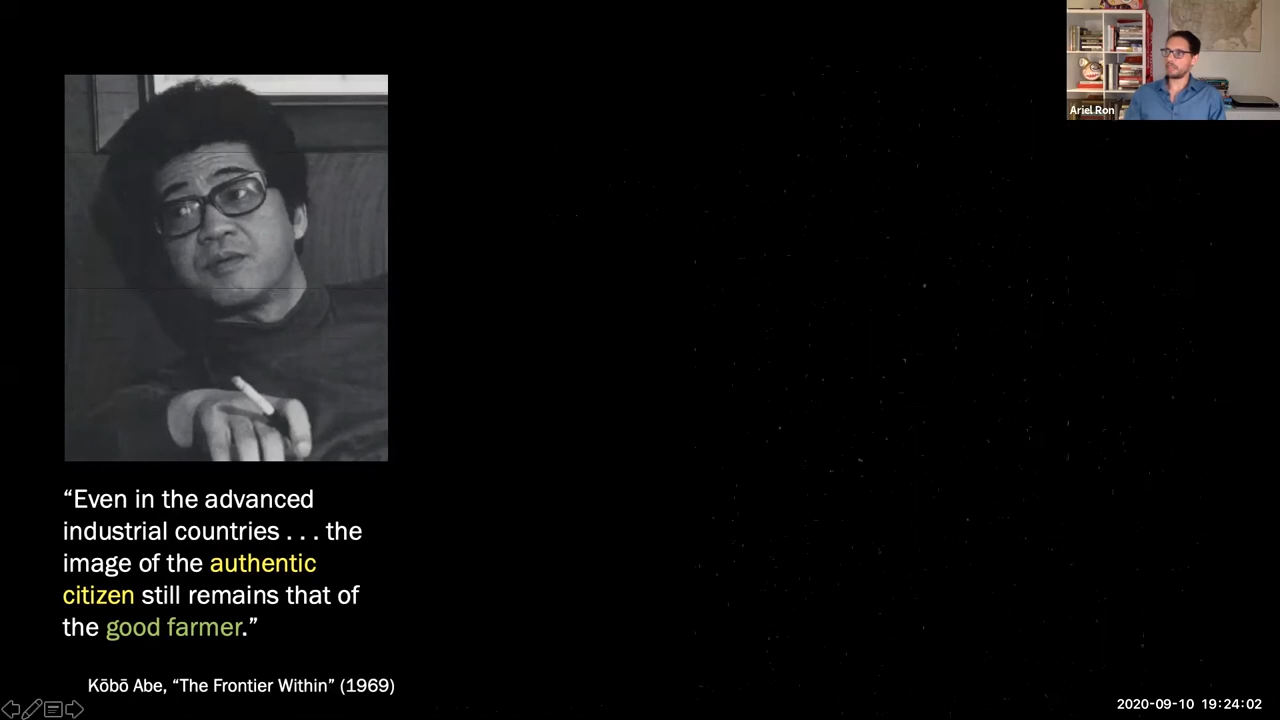 Ariel Ron
“Even in the advanced
industrial countries . . . the
image of the authentic
citizen still remains that of
the good farmer.”
Kōbō Abe, “The Frontier Within” (1969)
2020-09-10 19:24:02